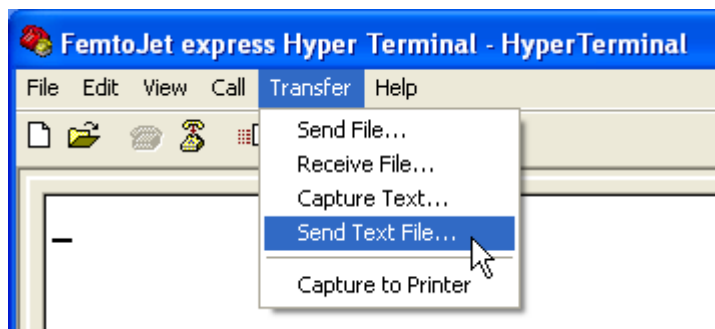 FemtoJet express Hyper Terminal - HyperTerminal
File Edit View Call Transfer Help
Send File...
Receive File...
Capture Text...
Send Text File...
Capture to Printer